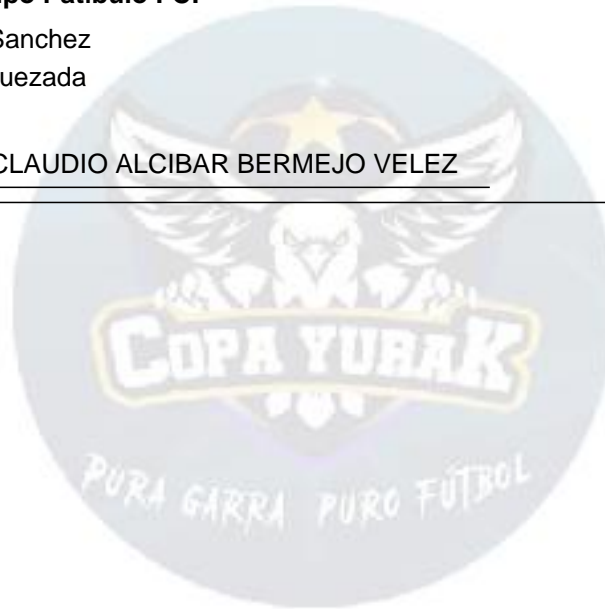 Sanchez
uezada
CLAUDIO ALCIBAR BERMEJO VELEZ
COPA YURAK
PURA GARRA PURO FÚTBOL